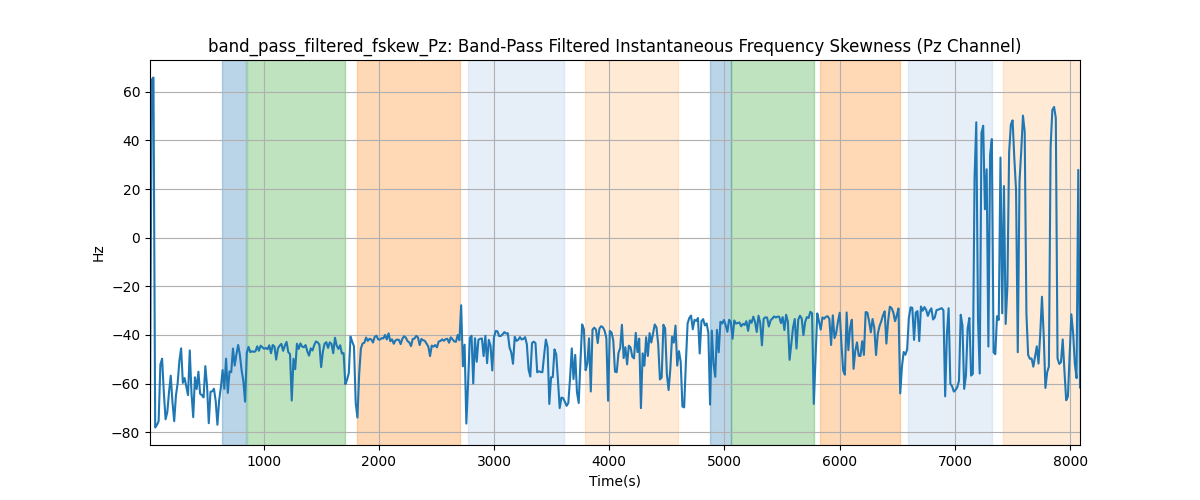 band_pass_filtered_fskew_Pz: Band-Pass Filtered Instantaneous Frequency Skewness (Pz Channel)
60
40
20
0
−20
−40
−60
−80
Hz
1000 2000 3000 4000 5000 6000 7000 8000
Time(s)